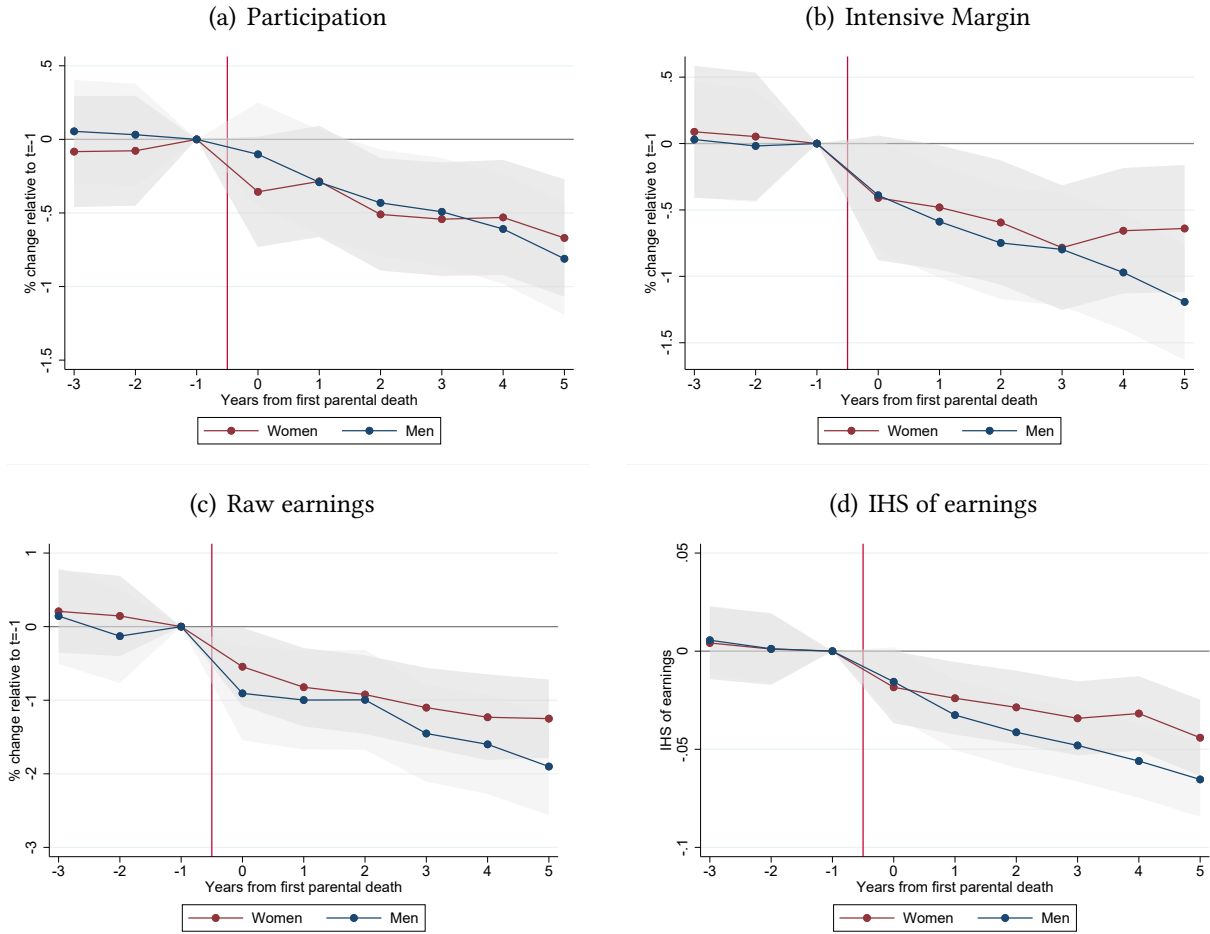 (a) Participation
% change relative to t=-1
.5
0
-.5
-1
-1.5
-3 -2 -1 0 1 2 3 4 5
Years from first parental death
Women Men
(b) Intensive Margin
% change relative to t=-1
.5
0
-.5
-1
-1.5
-3 -2 -1 0 1 2 3 4 5
Years from first parental death
Women Men
(c) Raw earnings
% change relative to t=-1
1
0
-1
-2
-3
-3 -2 -1 0 1 2 3 4 5
Years from first parental death
Women Men
(d) IHS of earnings
IHS of earnings
.05
0
-.05
-.1
-3 -2 -1 0 1 2 3 4 5
Years from first parental death
Women Men